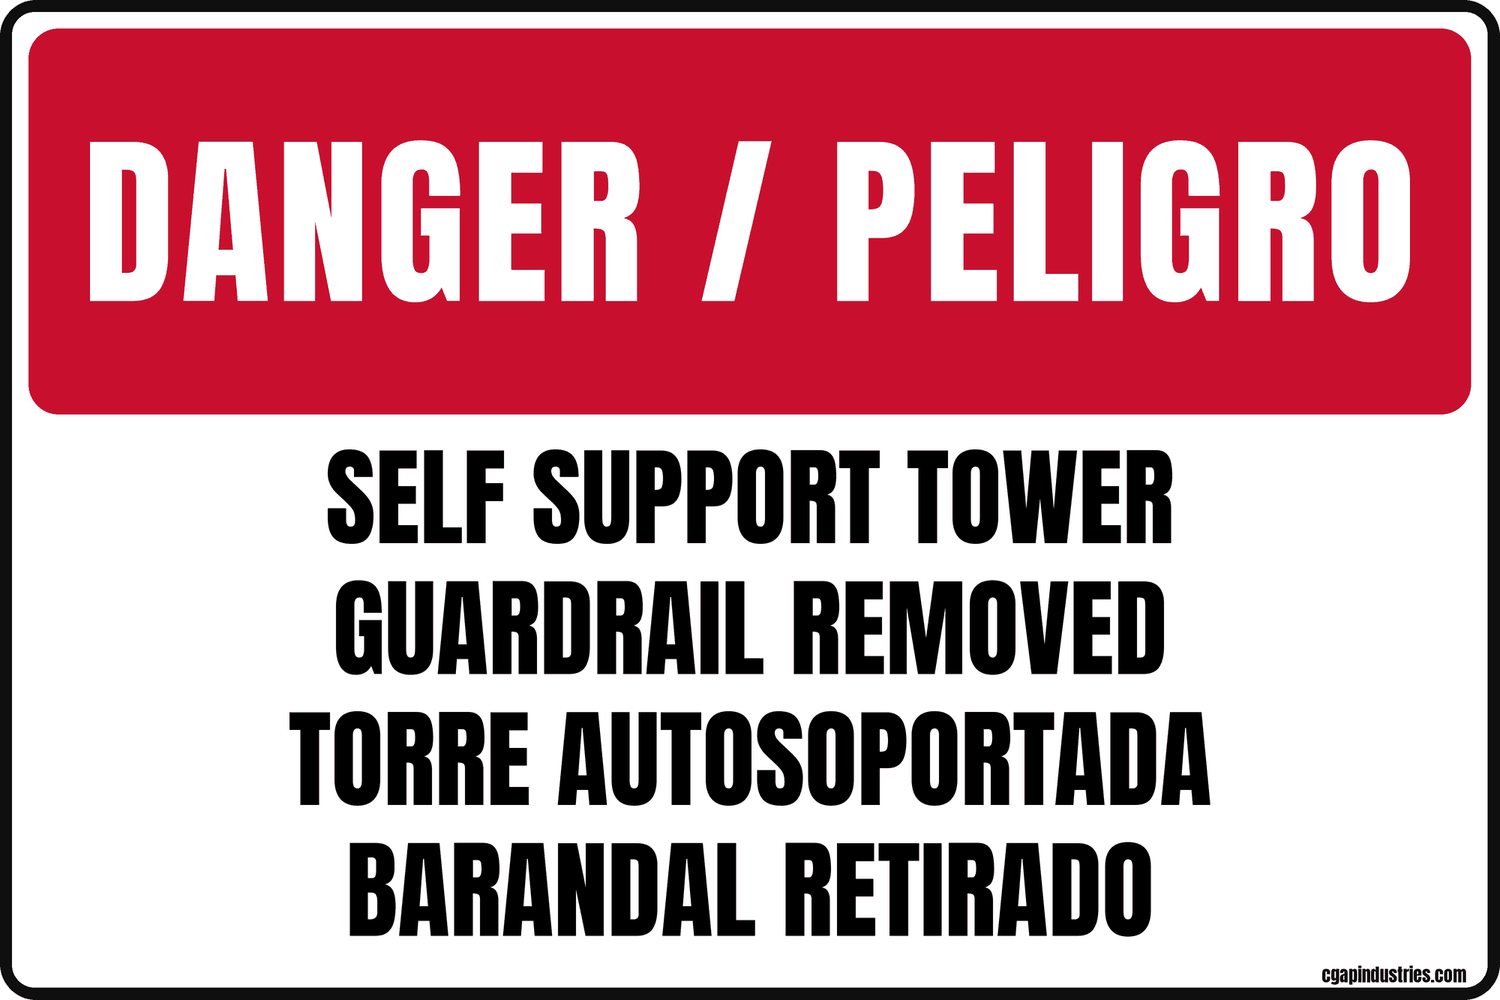 DANGER / PELIGRO
SELF SUPPORT TOWER
GUARDRAIL REMOVED
TORRE AUTOSOPORTADA
BARANDAL RETIRADO
cgapindustries.com